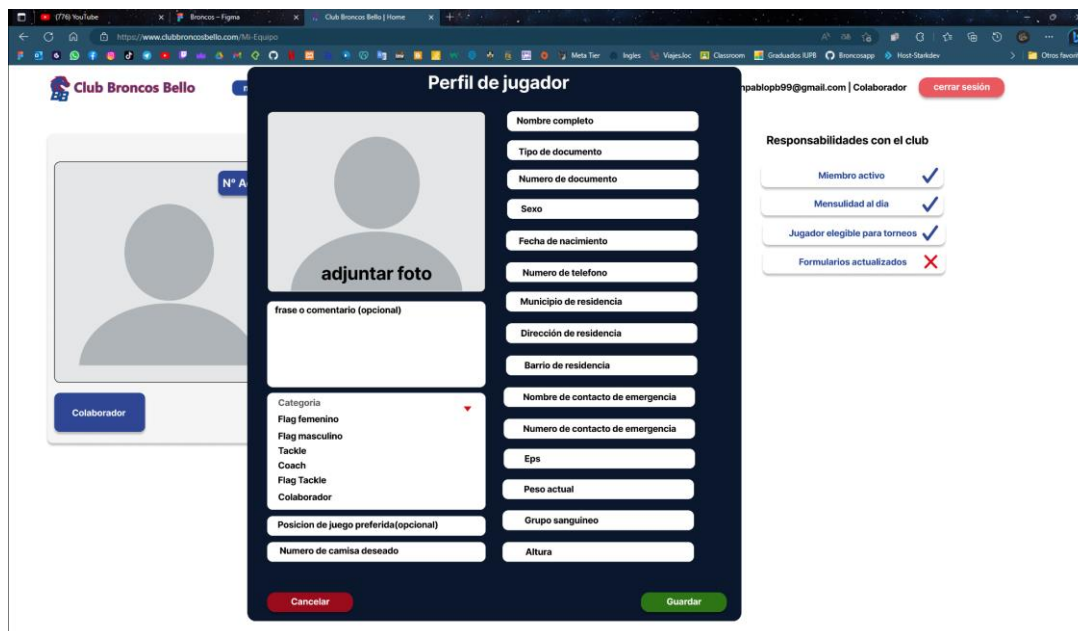 (776) YouTube
Broncos – Figma
Club Broncos Bello | Home
https://www.clubbroncosbello.com/Mi-Equipo
Meta Tier
Ingles
ViajesJoc
Classroom
Graduados IUPB
Broncosapp
Host-Starkdev
Otros favorit
Club Broncos Bello
npablopb99@gmail.com | Colaborador
cerrar sesión
Perfil de jugador
adjuntar foto
frase o comentario (opcional)
Categoria
Flag femenino
Flag masculino
Tackle
Coach
Flag Tackle
Colaborador
Posicion de juego preferida(opcional)
Numero de camisa deseado
Nombre completo
Tipo de documento
Numero de documento
Sexo
Fecha de nacimiento
Numero de telefono
Municipio de residencia
Dirección de residencia
Barrio de residencia
Nombre de contacto de emergencia
Numero de contacto de emergencia
Eps
Peso actual
Grupo sanguineo
Altura
Cancelar
Guardar
N° A
Colaborador
Responsabilidades con el club
Miembro activo
Mensulidad al dia
Jugador elegible para torneos
Formularios actualizados